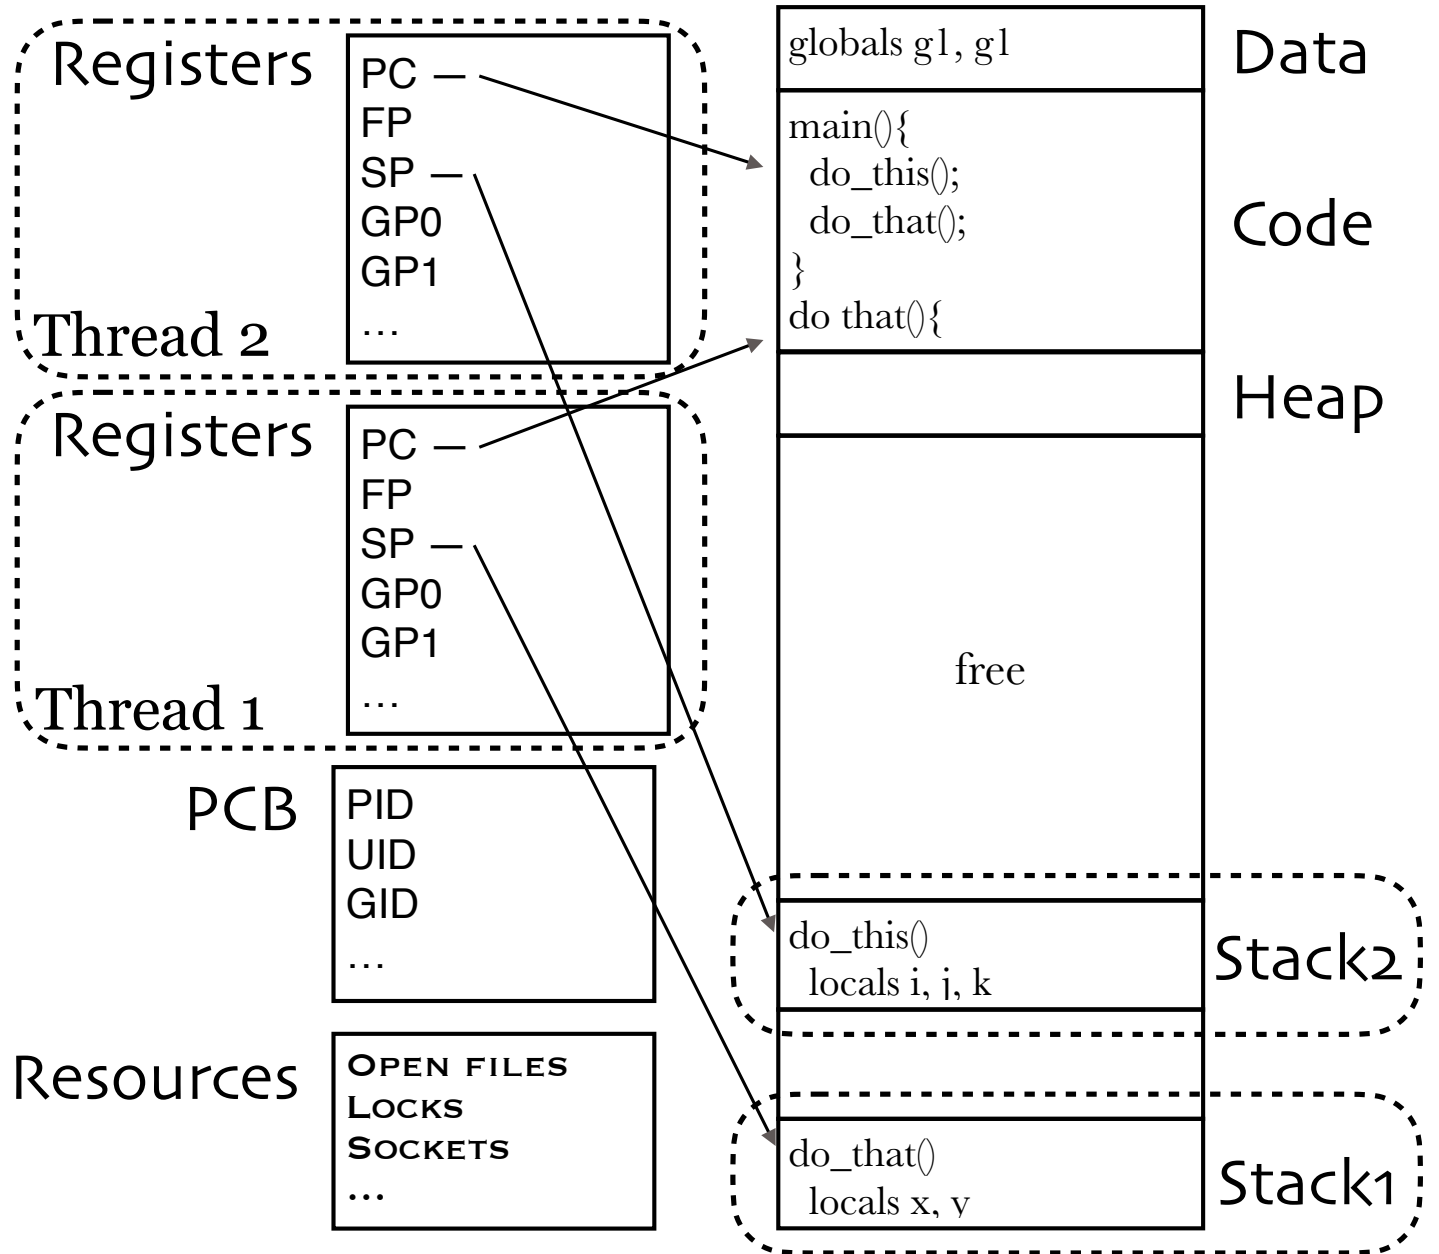 Registers
PC —
FP
SP —
GP0
GP1
...
Thread 2
Registers
PC —
FP
SP —
GP0
GP1
...
Thread 1
PCB
PID
UID
GID
...
Resources
OPEN FILES
LOCKS
SOCKETS
...
globals g1, g1
Data
main(){
do_this();
do_that();
}
do that(){
Code
Heap
free
do_this()
locals i, j, k
Stack2
do_that()
locals x, y
Stack1